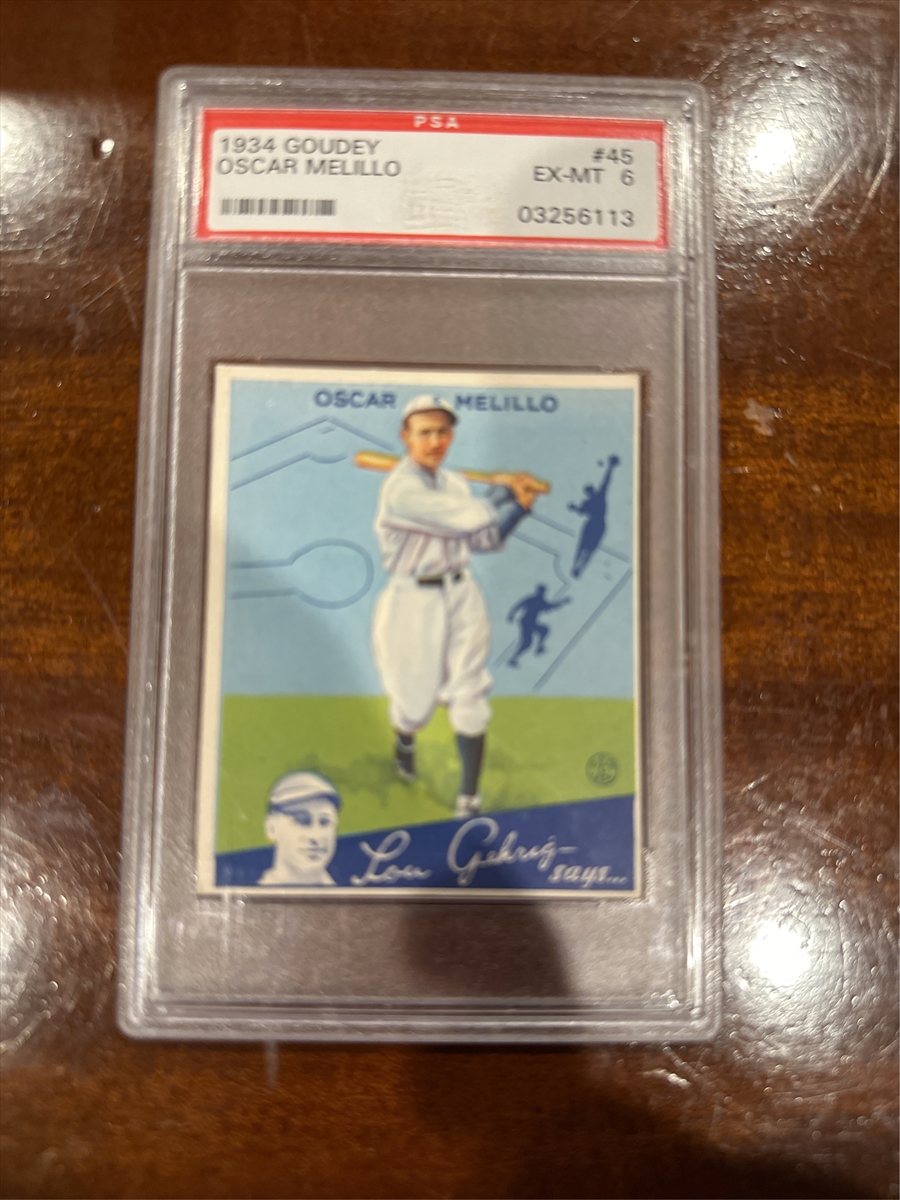 PSA
1934 GOUDEY #45
OSCAR MELILLO EX-MT 6
03256113
OSCAR MELILLO
Lou Gehrig-
says...